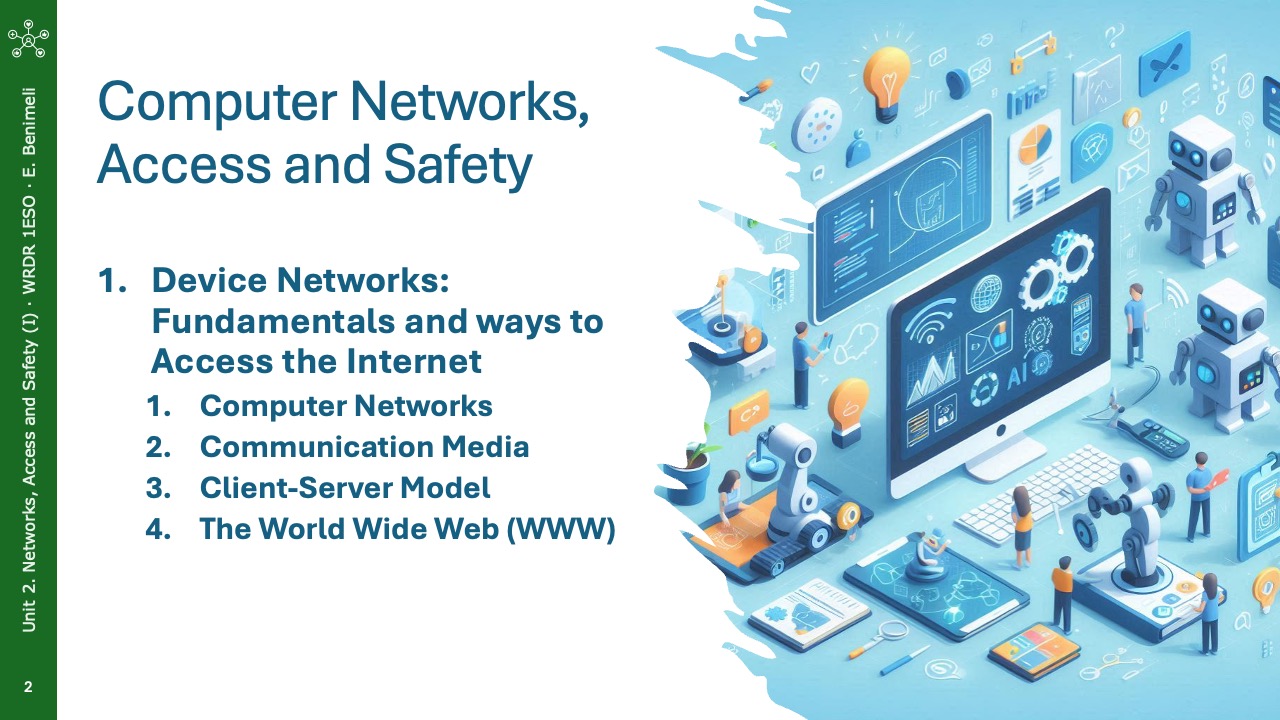 Unit 2. Networks, Access and Safety (I) · WRDR 1ESO · E. Benimeli
2
Computer Networks,
Access and Safety
1. Device Networks:
Fundamentals and ways to
Access the Internet
1. Computer Networks
2. Communication Media
3. Client-Server Model
4. The World Wide Web (WWW)
AI